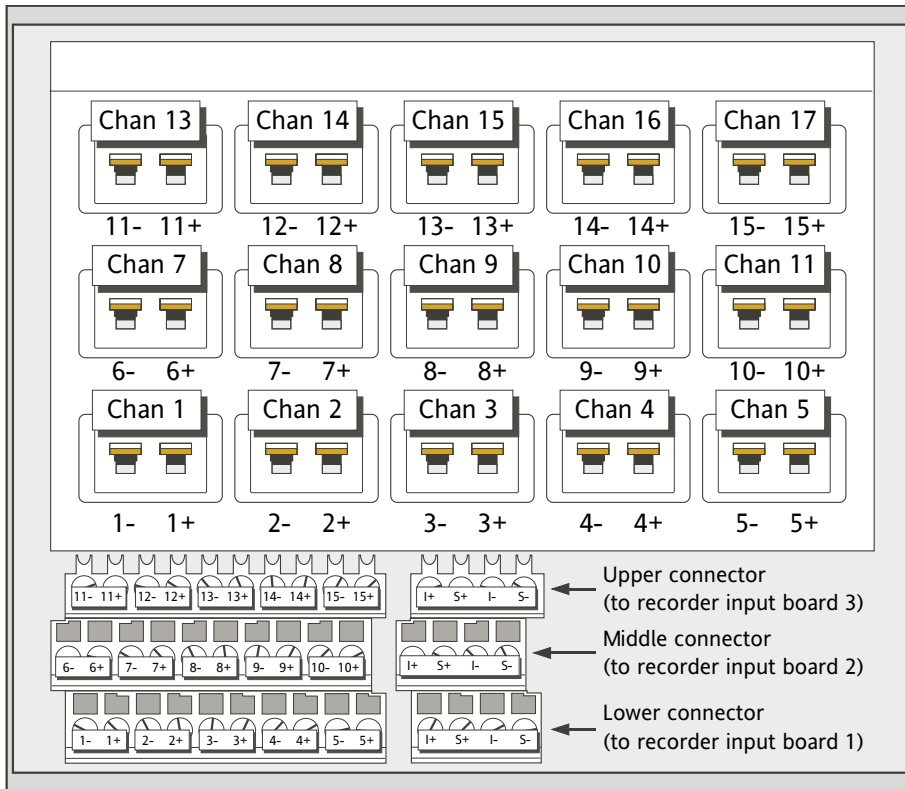 Chan 13 Chan 14 Chan 15 Chan 16 Chan 17
11- 11+ 12- 12+ 13- 13+ 14- 14+ 15- 15+
Chan 7 Chan 8 Chan 9 Chan 10 Chan 11
6- 6+ 7- 7+ 8- 8+ 9- 9+ 10- 10+
Chan 1 Chan 2 Chan 3 Chan 4 Chan 5
1- 1+ 2- 2+ 3- 3+ 4- 4+ 5- 5+
11- 11+ 12- 12+ 13- 13+ 14- 14+ 15- 15+ I+ S+ I- S-
Upper connector
(to recorder input board 3)
6- 6+ 7- 7+ 8- 8+ 9- 9+ 10- 10+ I+ S+ I- S-
Middle connector
(to recorder input board 2)
1- 1+ 2- 2+ 3- 3+ 4- 4+ 5- 5+ I+ S+ I- S-
Lower connector
(to recorder input board 1)